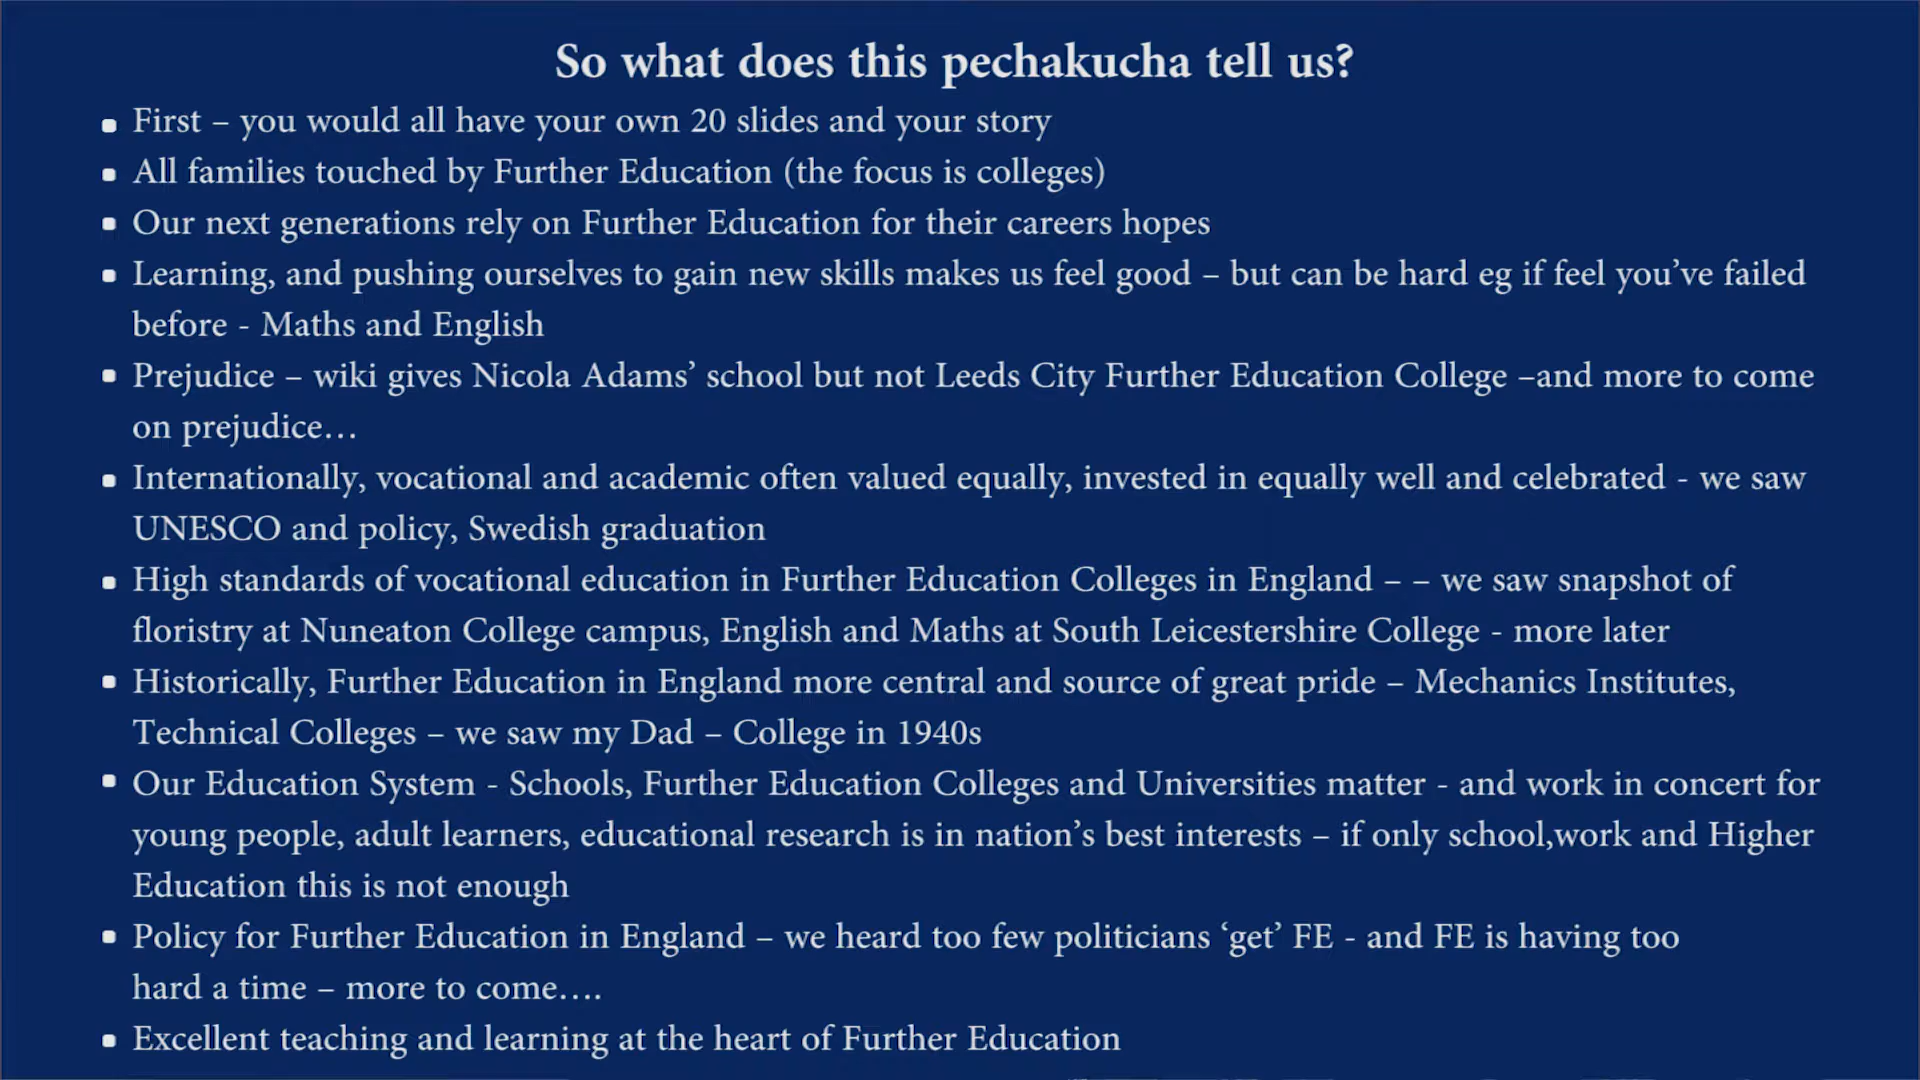 So what does this pechakucha tell us?
First – you would all have your own 20 slides and your story
All families touched by Further Education (the focus is colleges)
Our next generations rely on Further Education for their careers hopes
Learning, and pushing ourselves to gain new skills makes us feel good – but can be hard eg if feel you’ve failed
before - Maths and English
Prejudice – wiki gives Nicola Adams’ school but not Leeds City Further Education College –and more to come
on prejudice…
Internationally, vocational and academic often valued equally, invested in equally well and celebrated - we saw
UNESCO and policy, Swedish graduation
High standards of vocational education in Further Education Colleges in England – – we saw snapshot of
floristry at Nuneaton College campus, English and Maths at South Leicestershire College - more later
Historically, Further Education in England more central and source of great pride – Mechanics Institutes,
Technical Colleges – we saw my Dad – College in 1940s
Our Education System - Schools, Further Education Colleges and Universities matter - and work in concert for
young people, adult learners, educational research is in nation’s best interests – if only school,work and Higher
Education this is not enough
Policy for Further Education in England – we heard too few politicians ‘get’ FE - and FE is having too
hard a time – more to come….
Excellent teaching and learning at the heart of Further Education